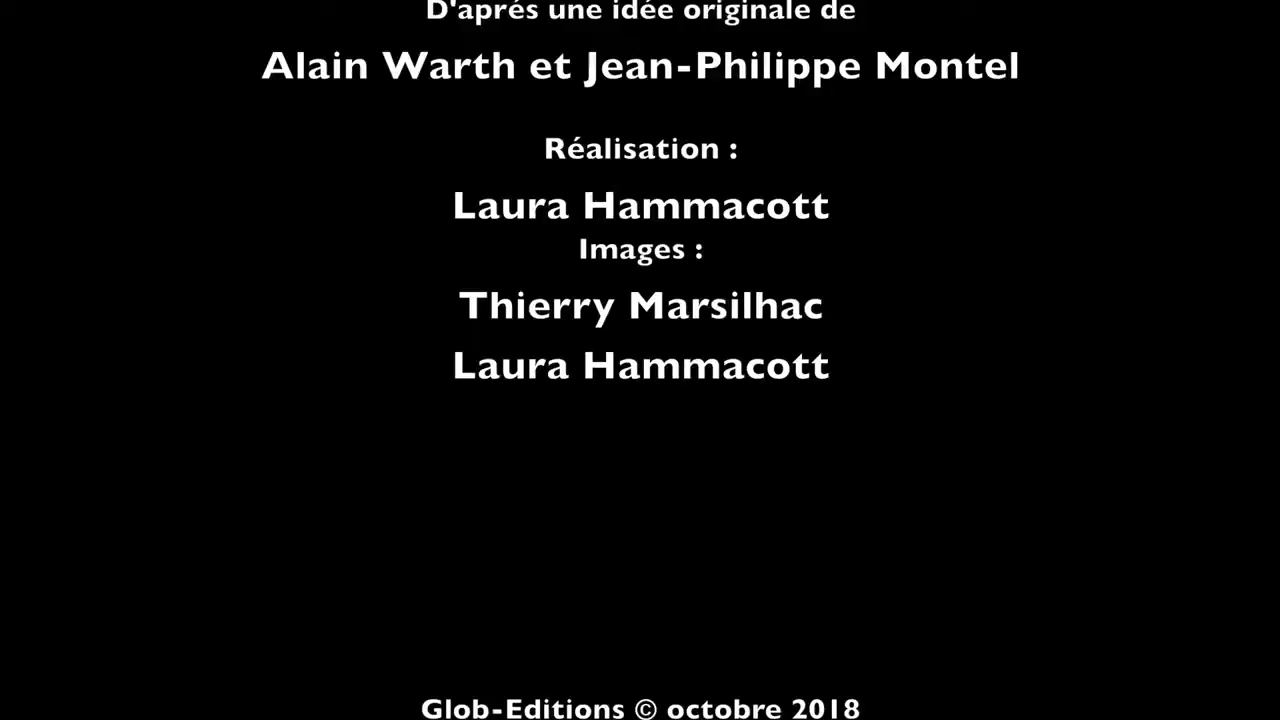 D'aprés une idée originale de
Alain Warth et Jean-Philippe Montel
Réalisation :
Laura Hammacott
Images :
Thierry Marsilhac
Laura Hammacott
Glob-Editions © octobre 2018